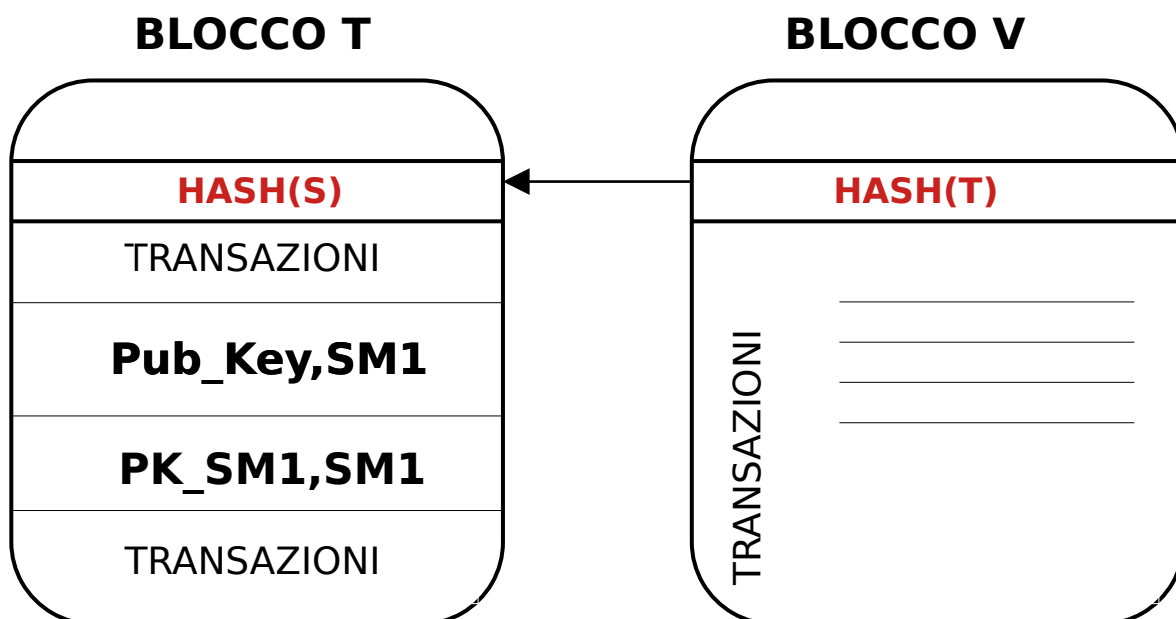 BLOCCO T
HASH(S)
TRANSAZIONI
Pub_Key,SM1
PK_SM1,SM1
TRANSAZIONI
BLOCCO V
HASH(T)
TRANSAZIONI